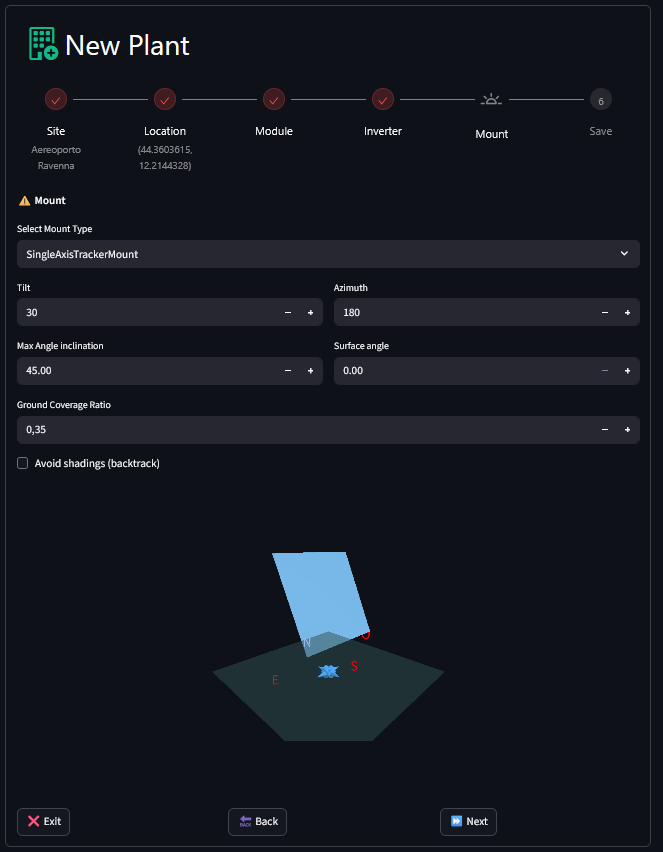 New Plant
6
Site
Location
Module
Inverter
Mount
Save
Aereoporto
Ravenna
(44.3603615,
12.2144328)
⚠️ Mount
Select Mount Type
SingleAxisTrackerMount
Tilt
Azimuth
30
180
Max Angle inclination
Surface angle
45.00
0.00
Ground Coverage Ratio
0,35
Avoid shadings (backtrack)
N
O
S
E
Exit
BACK Back
Next